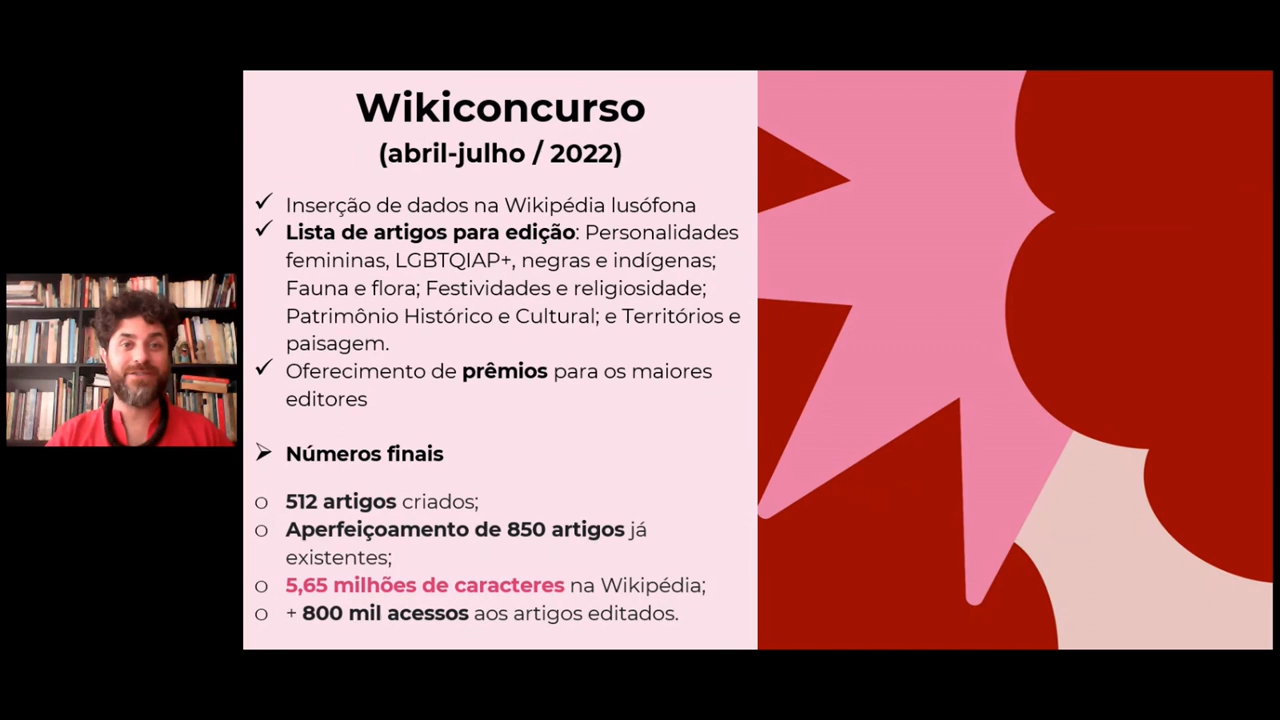 Wikiconcurso
(abril-julho / 2022)
✓ Inserção de dados na Wikipédia lusófona
✓ Lista de artigos para edição: Personalidades
femininas, LGBTQIAP+, negras e indígenas;
Fauna e flora; Festividades e religiosidade;
Patrimônio Histórico e Cultural; e Territórios e
paisagem.
✓ Oferecimento de prêmios para os maiores
editores
➢ Números finais
o 512 artigos criados;
o Aperfeiçoamento de 850 artigos já
existentes;
o 5,65 milhões de caracteres na Wikipédia;
o + 800 mil acessos aos artigos editados.